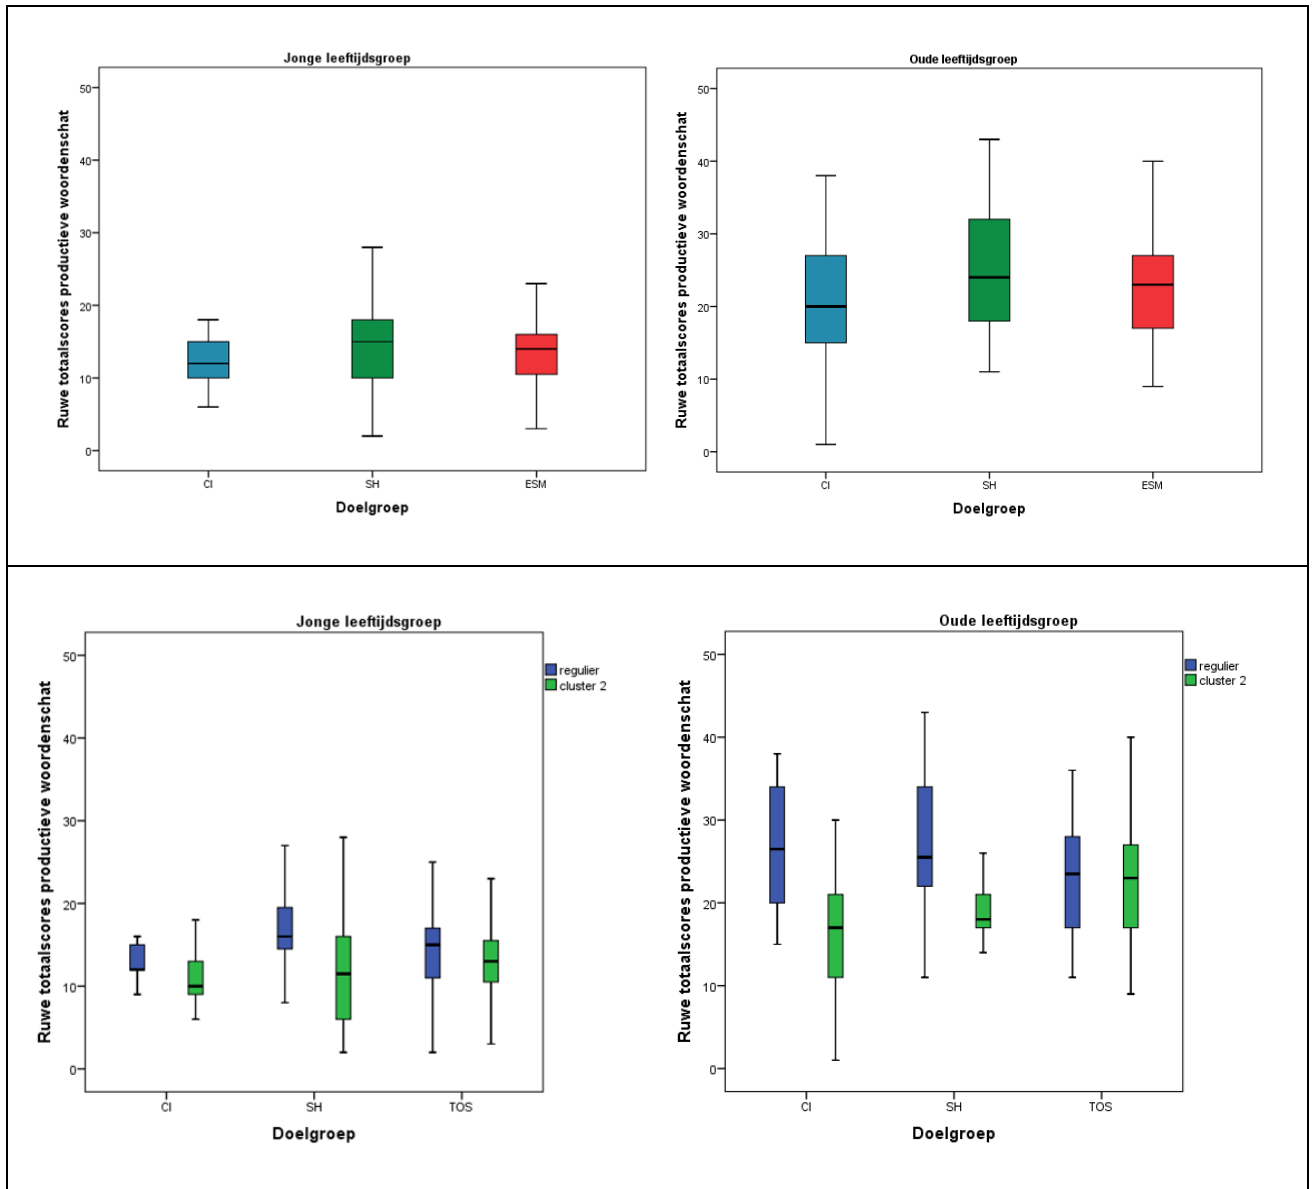 Jonge leeftijdsgroep
Ruwe totaalscores productieve woordenschat
50
40
30
20
10
0
CI SH ESM
Doelgroep
Oude leeftijdsgroep
Ruwe totaalscores productieve woordenschat
50
40
30
20
10
0
CI SH ESM
Doelgroep
Jonge leeftijdsgroep
Ruwe totaalscores productieve woordenschat
50
40
30
20
10
0
CI SH TOS
Doelgroep
regulier
cluster 2
Oude leeftijdsgroep
Ruwe totaalscores productieve woordenschat
50
40
30
20
10
0
CI SH TOS
Doelgroep
regulier
cluster 2